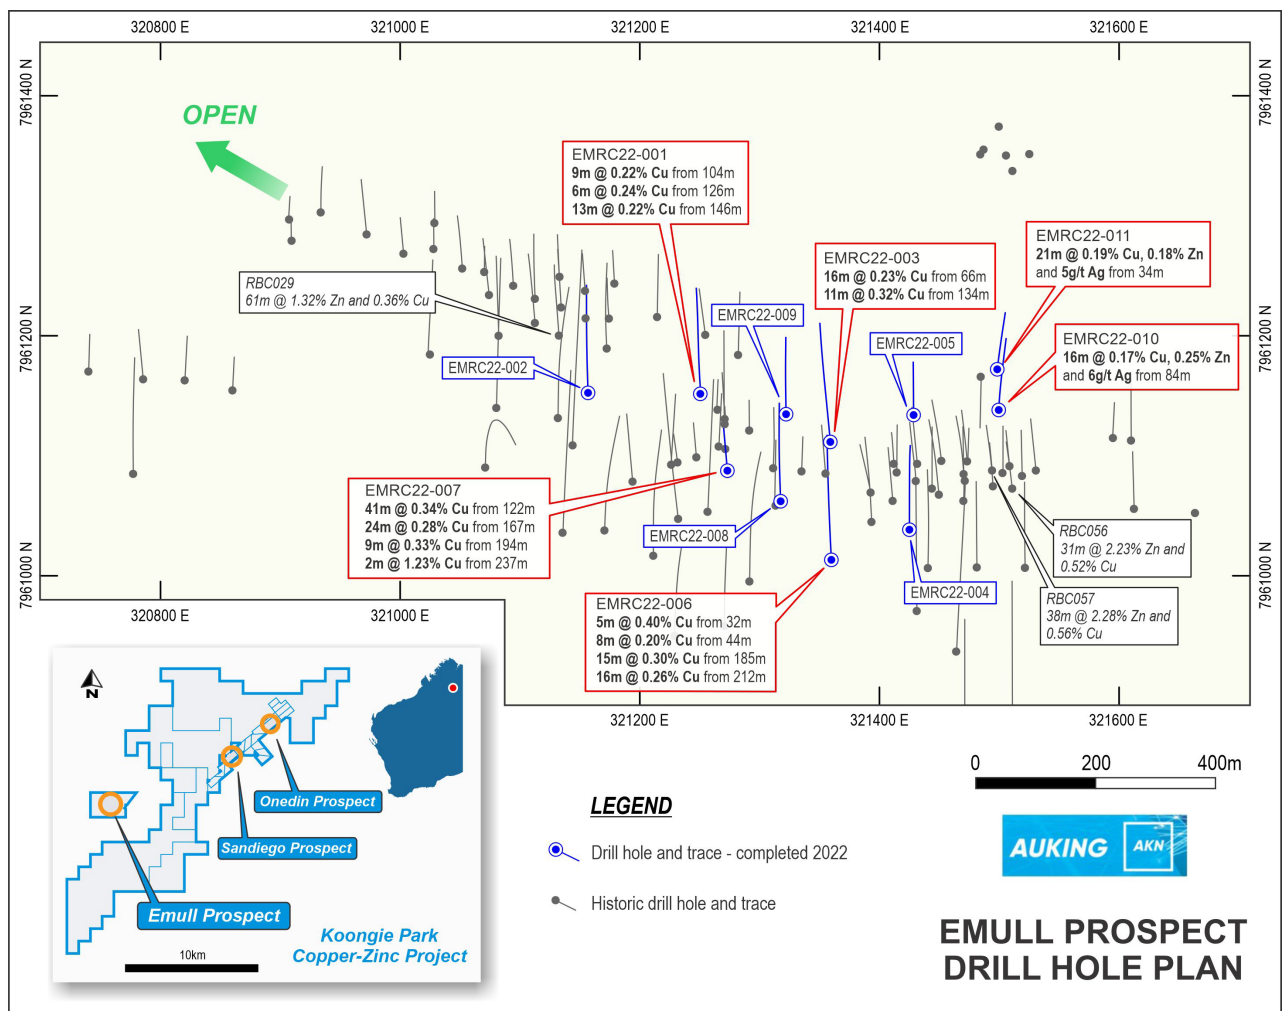 320800 E
321000 E
321200 E
321400 E
321600 E
7961400 N
7961400 N
OPEN
EMRC22-001
9m @ 0.22% Cu from 104m
6m @ 0.24% Cu from 126m
13m @ 0.22% Cu from 146m
EMRC22-011
21m @ 0.19% Cu, 0.18% Zn
and 5g/t Ag from 34m
EMRC22-003
16m @ 0.23% Cu from 66m
11m @ 0.32% Cu from 134m
RBC029
61m @ 1.32% Zn and 0.36% Cu
EMRC22-009
7961200 N
7961200 N
EMRC22-010
16m @ 0.17% Cu, 0.25% Zn
and 6g/t Ag from 84m
EMRC22-005
EMRC22-002
EMRC22-007
41m @ 0.34% Cu from 122m
24m @ 0.28% Cu from 167m
9m @ 0.33% Cu from 194m
2m @ 1.23% Cu from 237m
EMRC22-008
RBC056
31m @ 2.23% Zn and
0.52% Cu
7961000 N
7961000 N
EMRC22-004
RBC057
38m @ 2.28% Zn and
0.56% Cu
EMRC22-006
5m @ 0.40% Cu from 32m
8m @ 0.20% Cu from 44m
15m @ 0.30% Cu from 185m
16m @ 0.26% Cu from 212m
320800 E
321000 E
321200 E
321400 E
321600 E
N
Onedin Prospect
Sandiego Prospect
Emull Prospect
Koongie Park
Copper-Zinc Project
10km
0
200
400m
LEGEND
Drill hole and trace - completed 2022
Historic drill hole and trace
AUKING
AKN
EMULL PROSPECT
DRILL HOLE PLAN